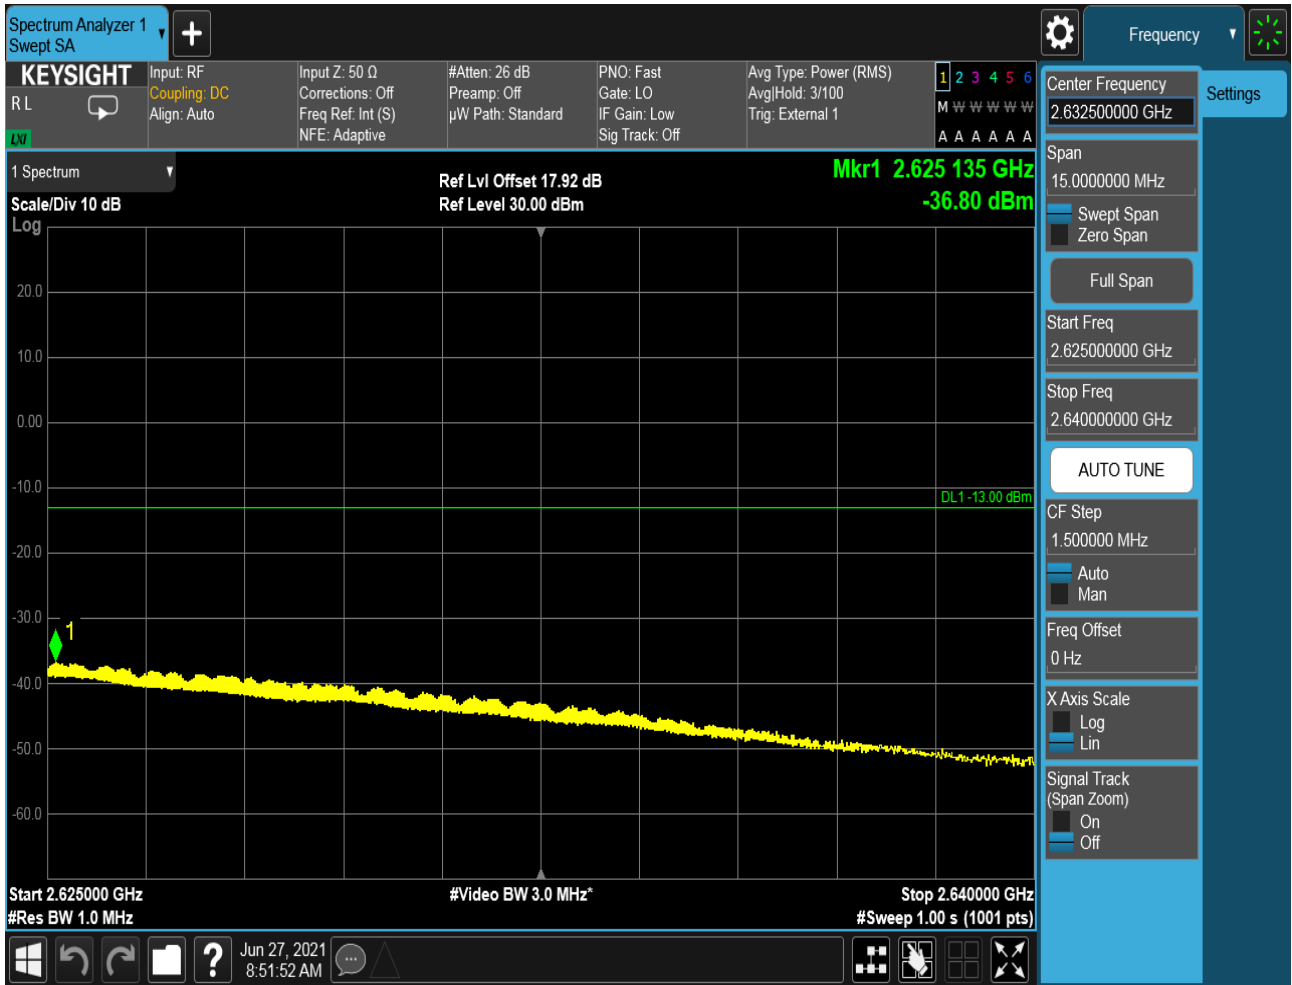 Spectrum Analyzer 1
Swept SA
Frequency
KEYSIGHT
R L
LXI
Input: RF
Coupling: DC
Align: Auto
Input Z: 50 Ω
Corrections: Off
Freq Ref: Int (S)
NFE: Adaptive
#Atten: 26 dB
Preamp: Off
µW Path: Standard
PNO: Fast
Gate: LO
IF Gain: Low
Sig Track: Off
Avg Type: Power (RMS)
Avg|Hold: 3/100
Trig: External 1
1 2 3 4 5 6
M W W W W W
A A A A A A
1 Spectrum
Scale/Div 10 dB
Log
Ref Lvl Offset 17.92 dB
Ref Level 30.00 dBm
Mkr1 2.625 135 GHz
-36.80 dBm
20.0
10.0
0.00
-10.0
DL1 -13.00 dBm
-20.0
-30.0
1
-40.0
-50.0
-60.0
Start 2.625000 GHz
#Res BW 1.0 MHz
#Video BW 3.0 MHz*
Stop 2.640000 GHz
#Sweep 1.00 s (1001 pts)
Jun 27, 2021
8:51:52 AM
Center Frequency
2.632500000 GHz
Settings
Span
15.0000000 MHz
Swept Span
Zero Span
Full Span
Start Freq
2.625000000 GHz
Stop Freq
2.640000000 GHz
AUTO TUNE
CF Step
1.500000 MHz
Auto
Man
Freq Offset
0 Hz
X Axis Scale
Log
Lin
Signal Track
(Span Zoom)
On
Off